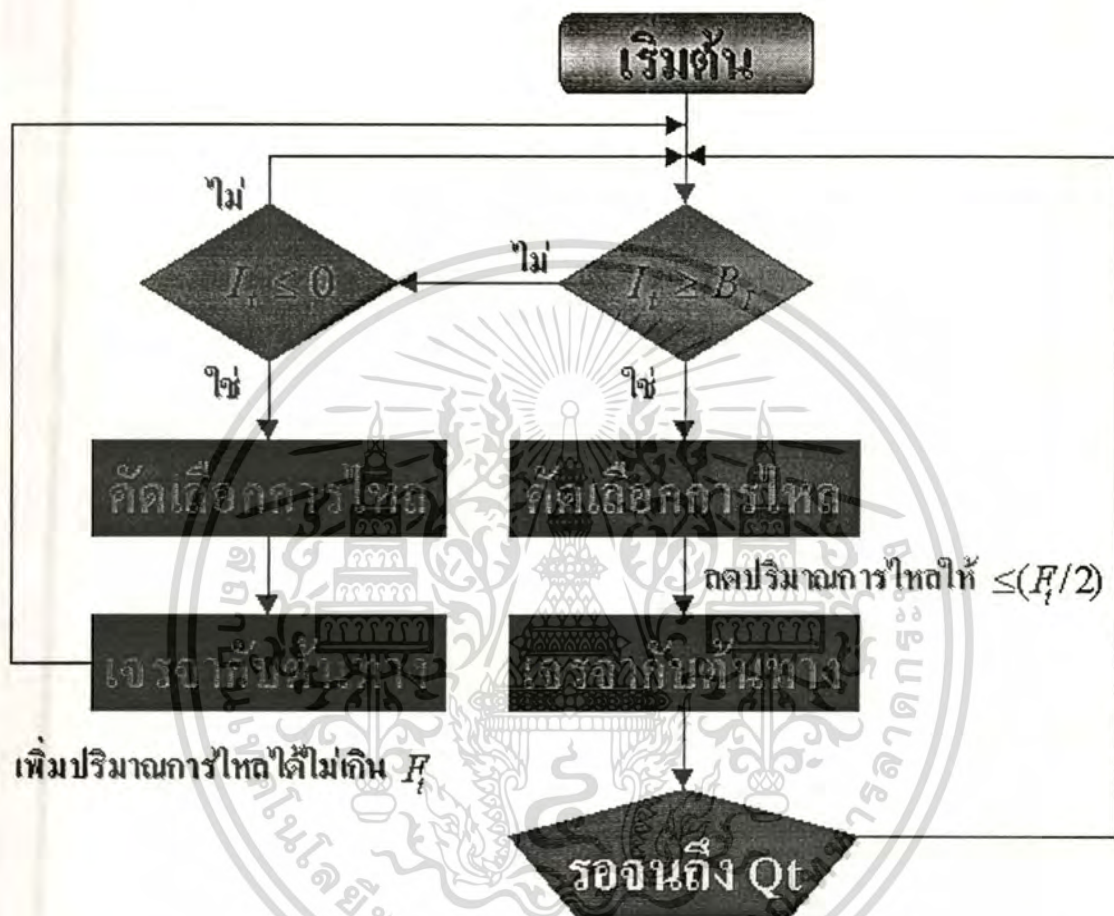 เริ่มต้น
ไม่
ไม่
I_t ≤ 0
I_t ≥ B_T
ใช่
ใช่
คัดเลือกการไหล
คัดเลือกการไหล
ลดปริมาณการไหลให้ ≤(F_t/2)
เจรจากับต้นทาง
เจรจากับต้นทาง
เพิ่มปริมาณการไหลได้ไม่เกิน F_t
รอจนถึง Qt